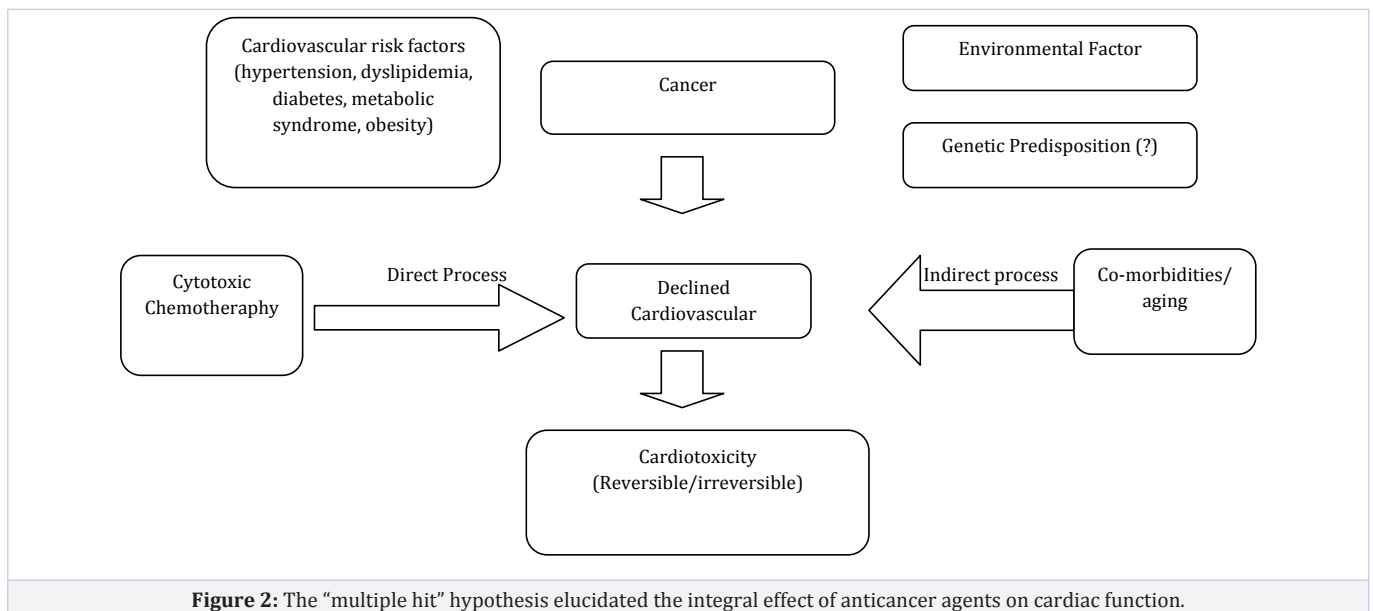 Cardiovascular risk factors
(hypertension, dyslipidemia,
diabetes, metabolic
syndrome, obesity)
Cancer
Environmental Factor
Genetic Predisposition (?)
Cytotoxic
Chemotheraphy
Direct Process
Declined
Cardiovascular
Indirect process
Co-morbidities/
aging
Cardiotoxicity
(Reversible/irreversible)
Figure 2: The “multiple hit” hypothesis elucidated the integral effect of anticancer agents on cardiac function.